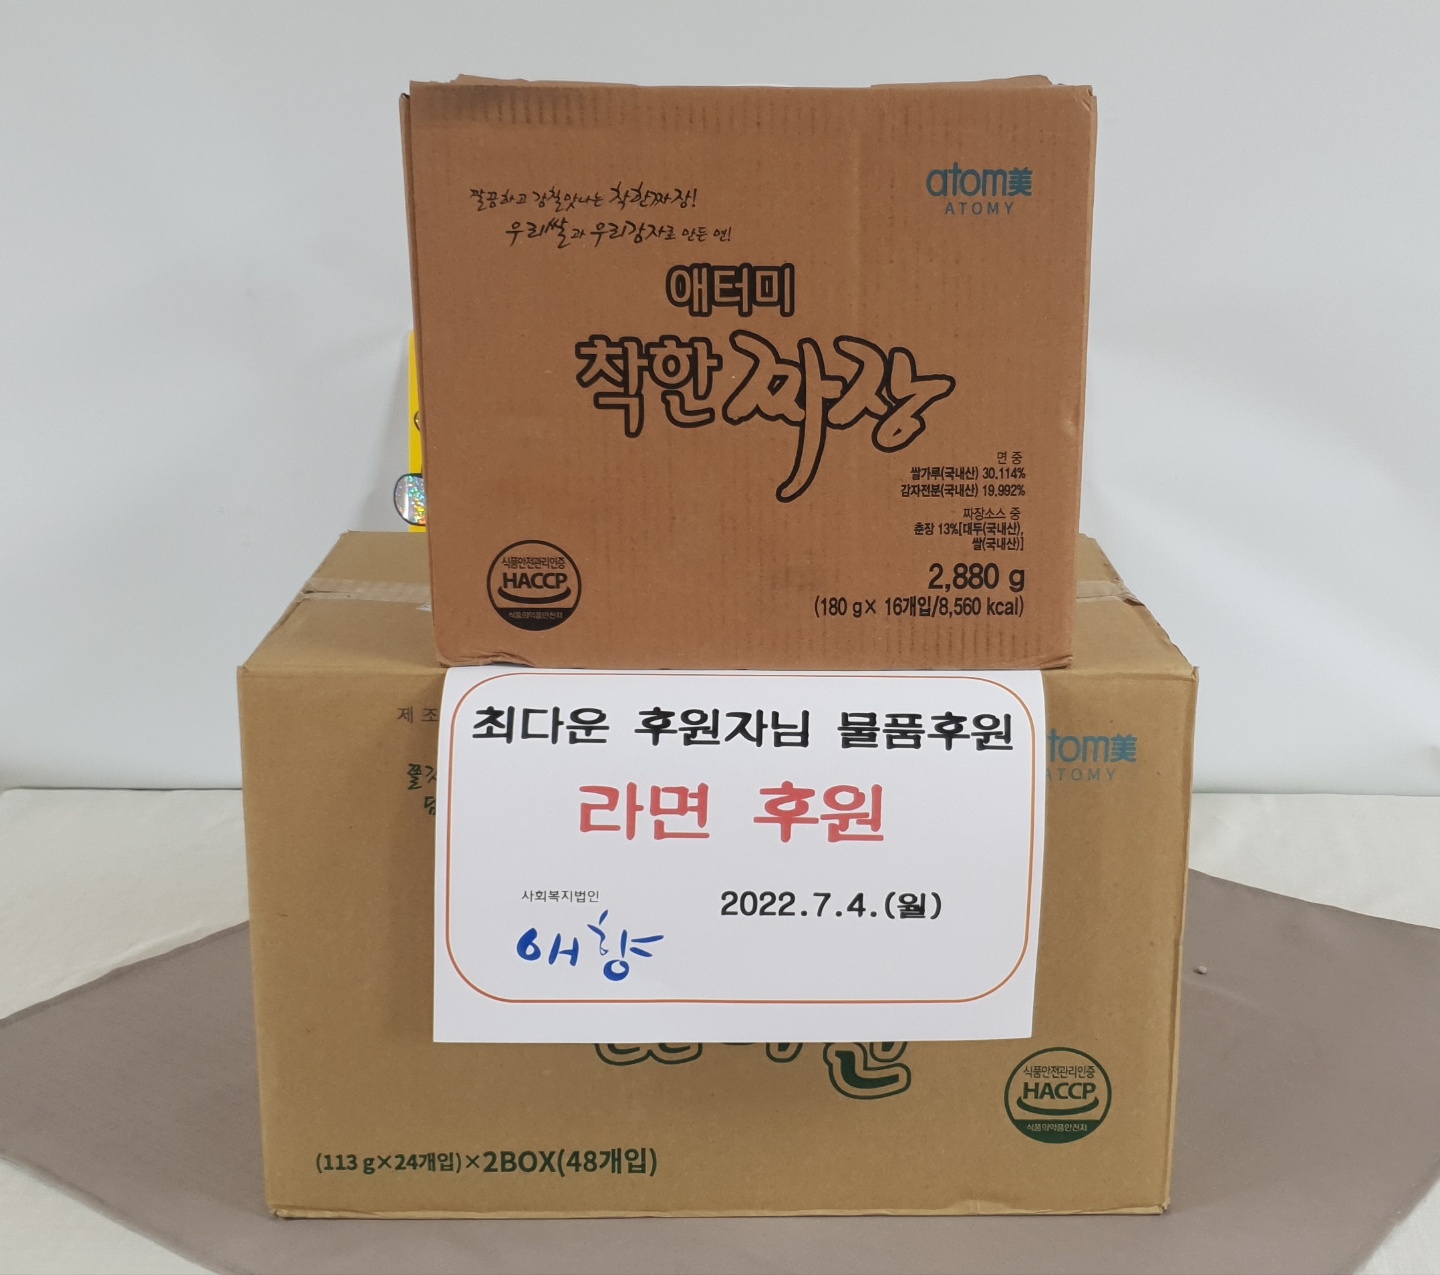 깔끔하고 감칠맛나는 착한짜장!
우리쌀과 우리감자로 만든 면!
atom美
ATOMY
애터미
착한 짜장
면 중
쌀가루(국내산) 30.114%
감자전분(국내산) 19.992%
짜장소스 중
춘장 13%[대두(국내산),
쌀(국내산)]
2,880 g
(180 g× 16개입/8,560 kcal)
식품안전관리인증
HACCP
식품의약품안전처
제 조
tom美
ATOMY
최다운 후원자님 물품후원
라면 후원
사회복지법인
애향
2022.7.4.(월)
식품안전관리인증
HACCP
식품의약품안전처
(113 g×24개입)×2BOX(48개입)